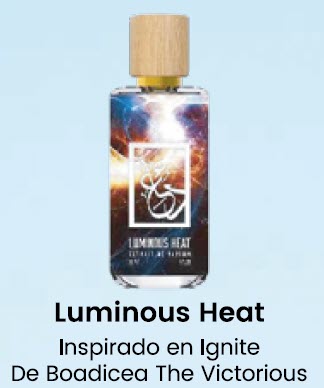 LUMINOUS HEAT
EXTRAIT DE PARFUM
Luminous Heat
Inspirado en Ignite
De Boadicea The Victorious